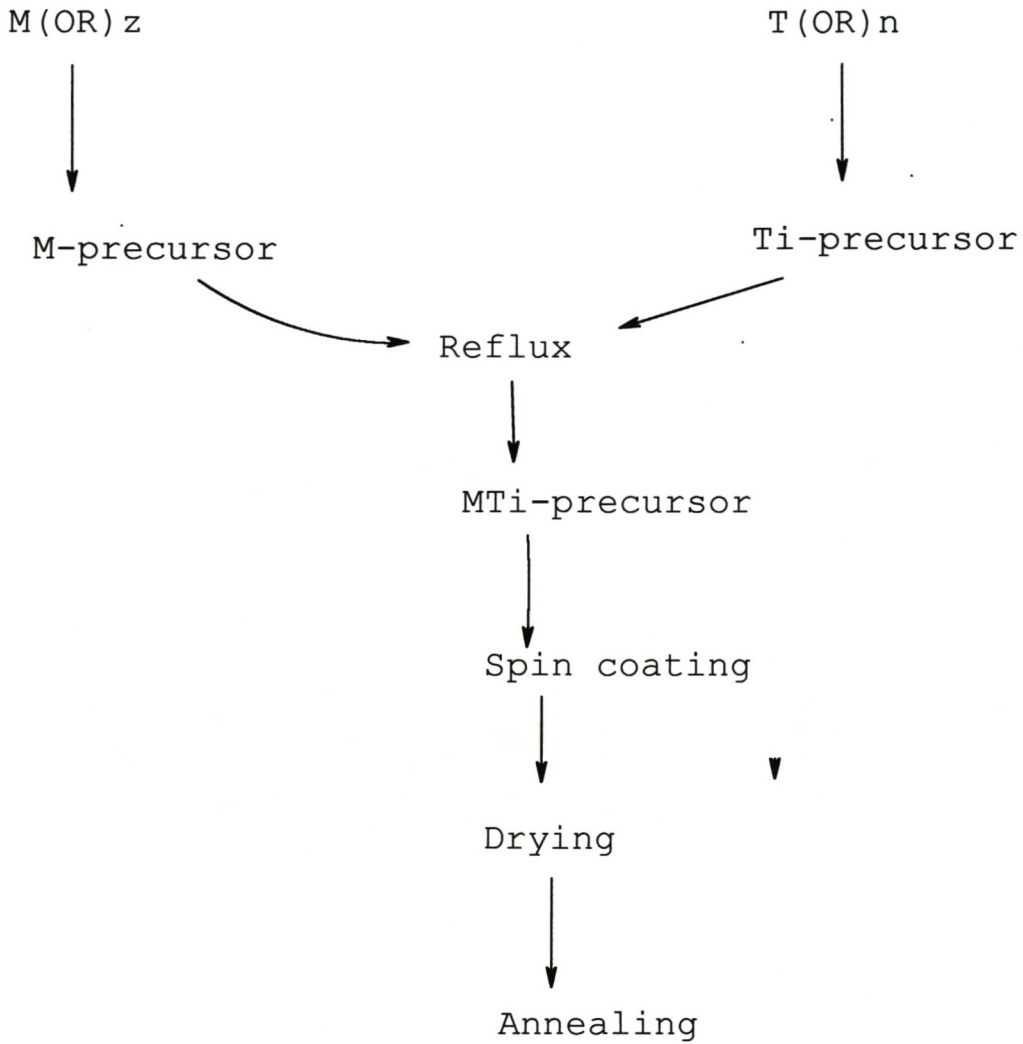 M(OR)z
T(OR)n
M-precursor
Ti-precursor
Reflux
MTi-precursor
Spin coating
Drying
Annealing